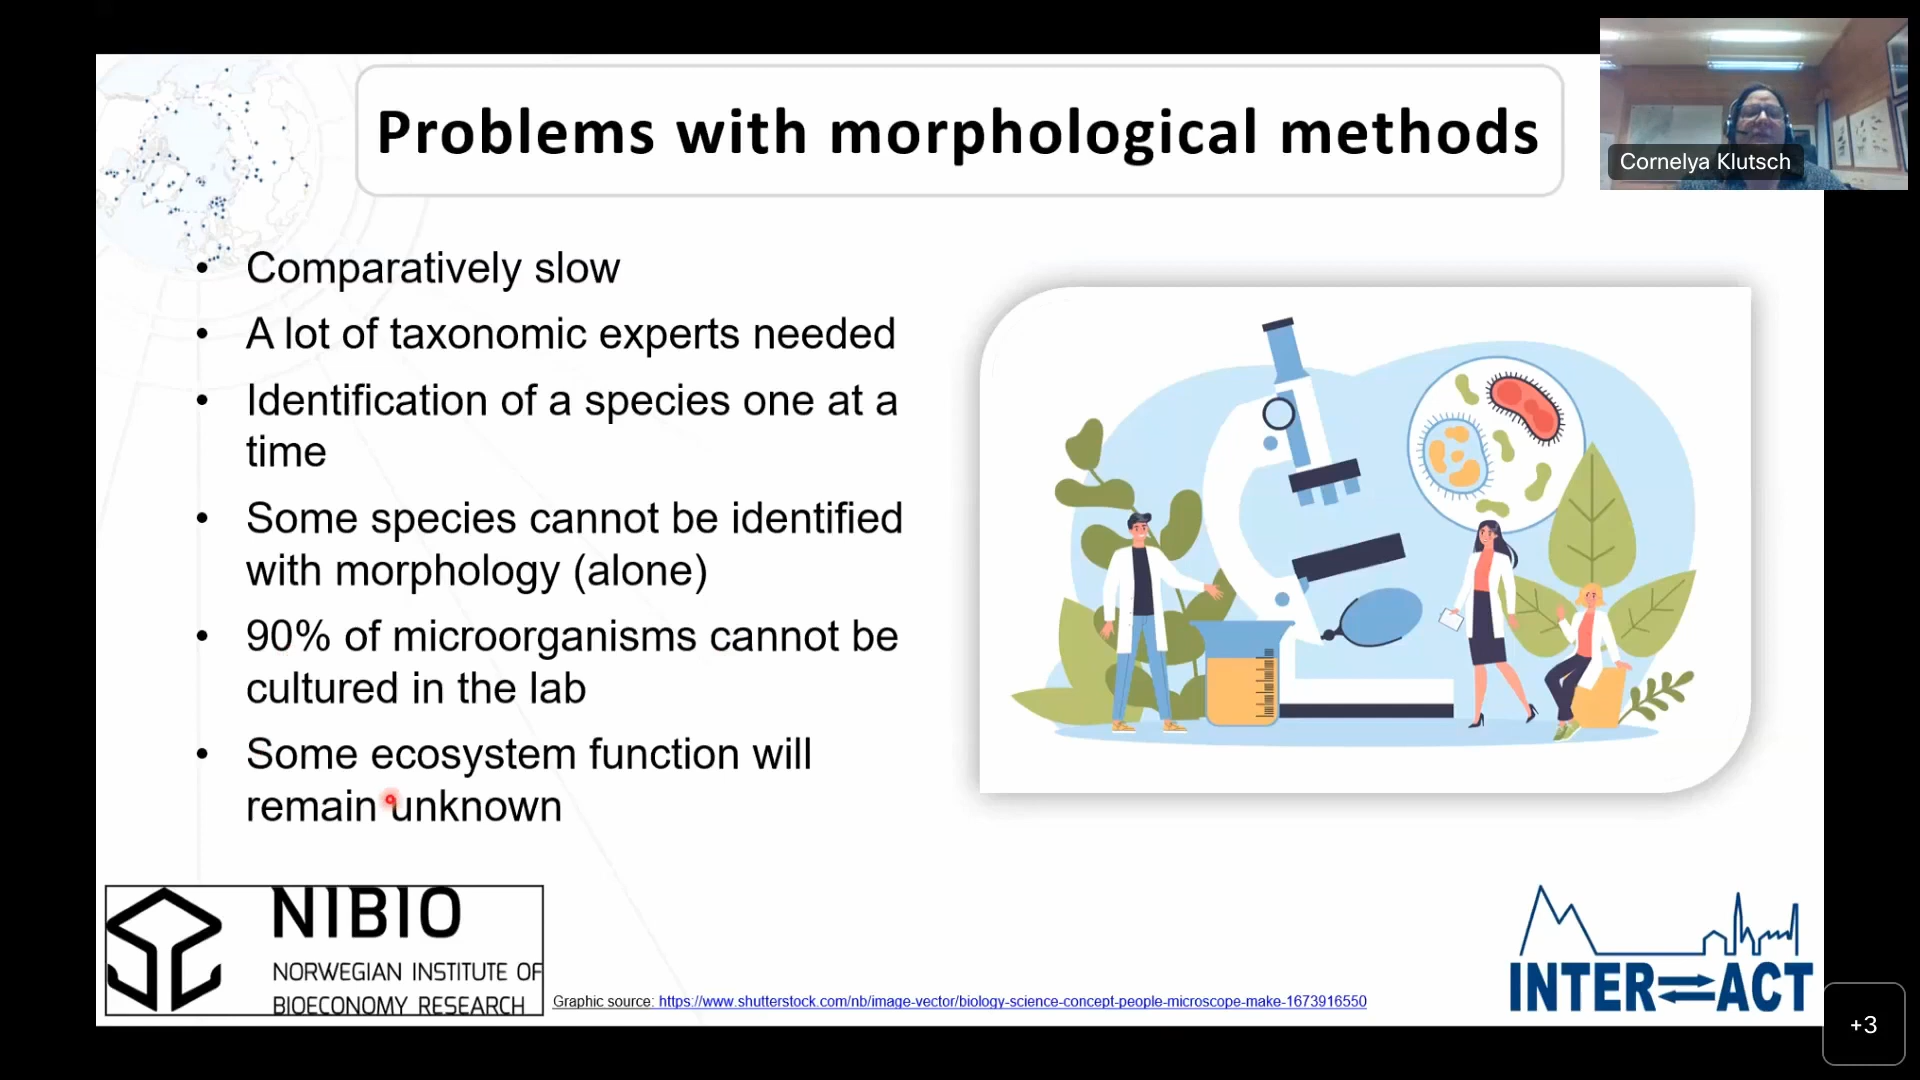 Problems with morphological methods
Cornelya Klutsch
• Comparatively slow
• A lot of taxonomic experts needed
• Identification of a species one at a
time
• Some species cannot be identified
with morphology (alone)
• 90% of microorganisms cannot be
cultured in the lab
• Some ecosystem function will
remain unknown
NIBIO
NORWEGIAN INSTITUTE OF
BIOECONOMY RESEARCH
Graphic source: https://www.shutterstock.com/nb/image-vector/biology-science-concept-people-microscope-make-1673916550
INTER⇄ACT
+3